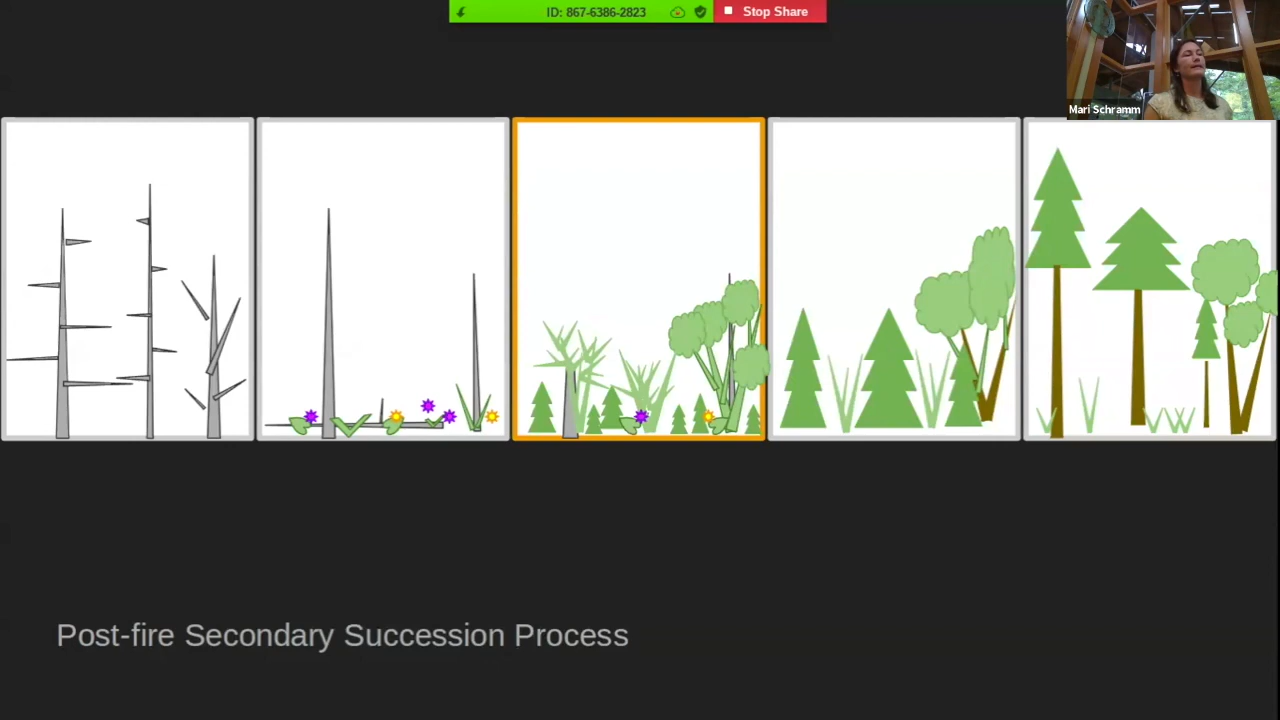 ID: 867-6386-2823
Stop Share
Mari Schramm
Post-fire Secondary Succession Process